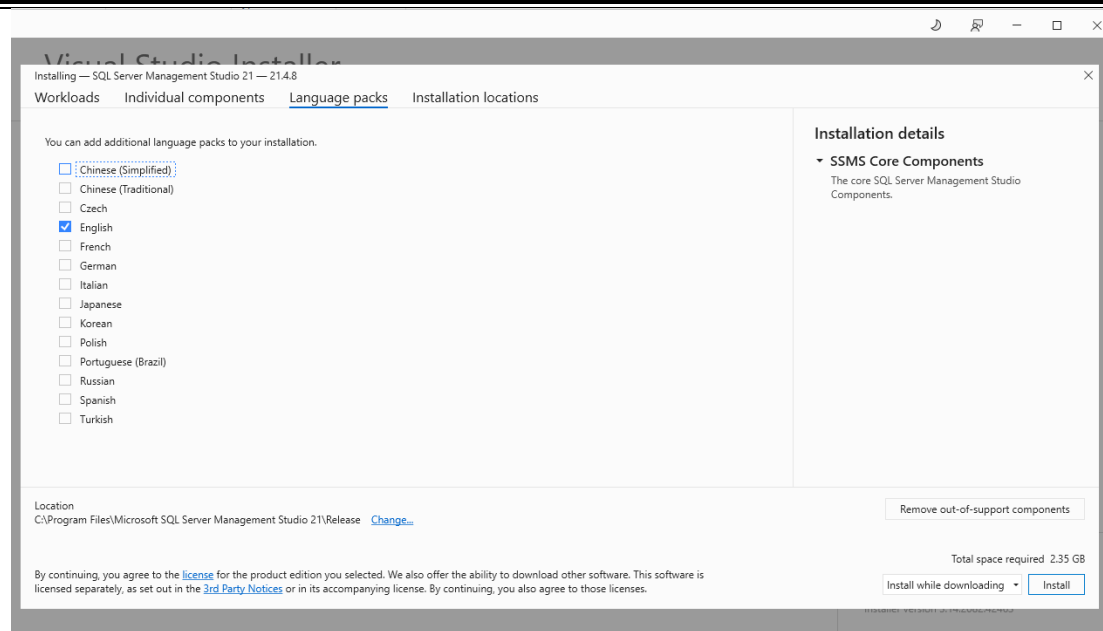 Visual Studio Installer
Installing — SQL Server Management Studio 21 — 21.4.8
Workloads Individual components Language packs Installation locations
You can add additional language packs to your installation.
Chinese (Simplified)
Chinese (Traditional)
Czech
English
French
German
Italian
Japanese
Korean
Polish
Portuguese (Brazil)
Russian
Spanish
Turkish
Installation details
SSMS Core Components
The core SQL Server Management Studio
Components.
Location
C:\Program Files\Microsoft SQL Server Management Studio 21\Release Change...
Remove out-of-support components
Total space required 2.35 GB
By continuing, you agree to the license for the product edition you selected. We also offer the ability to download other software. This software is
licensed separately, as set out in the 3rd Party Notices or in its accompanying license. By continuing, you also agree to those licenses.
Install while downloading Install